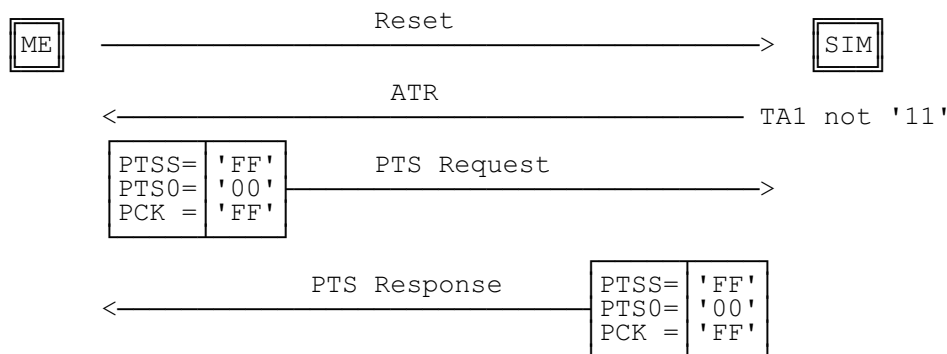 Reset
ME
SIM
ATR
TA1 not '11'
PTSS= 'FF'
PTS0= '00'
PCK = 'FF'
PTS Request
PTS Response
PTSS= 'FF'
PTS0= '00'
PCK = 'FF'